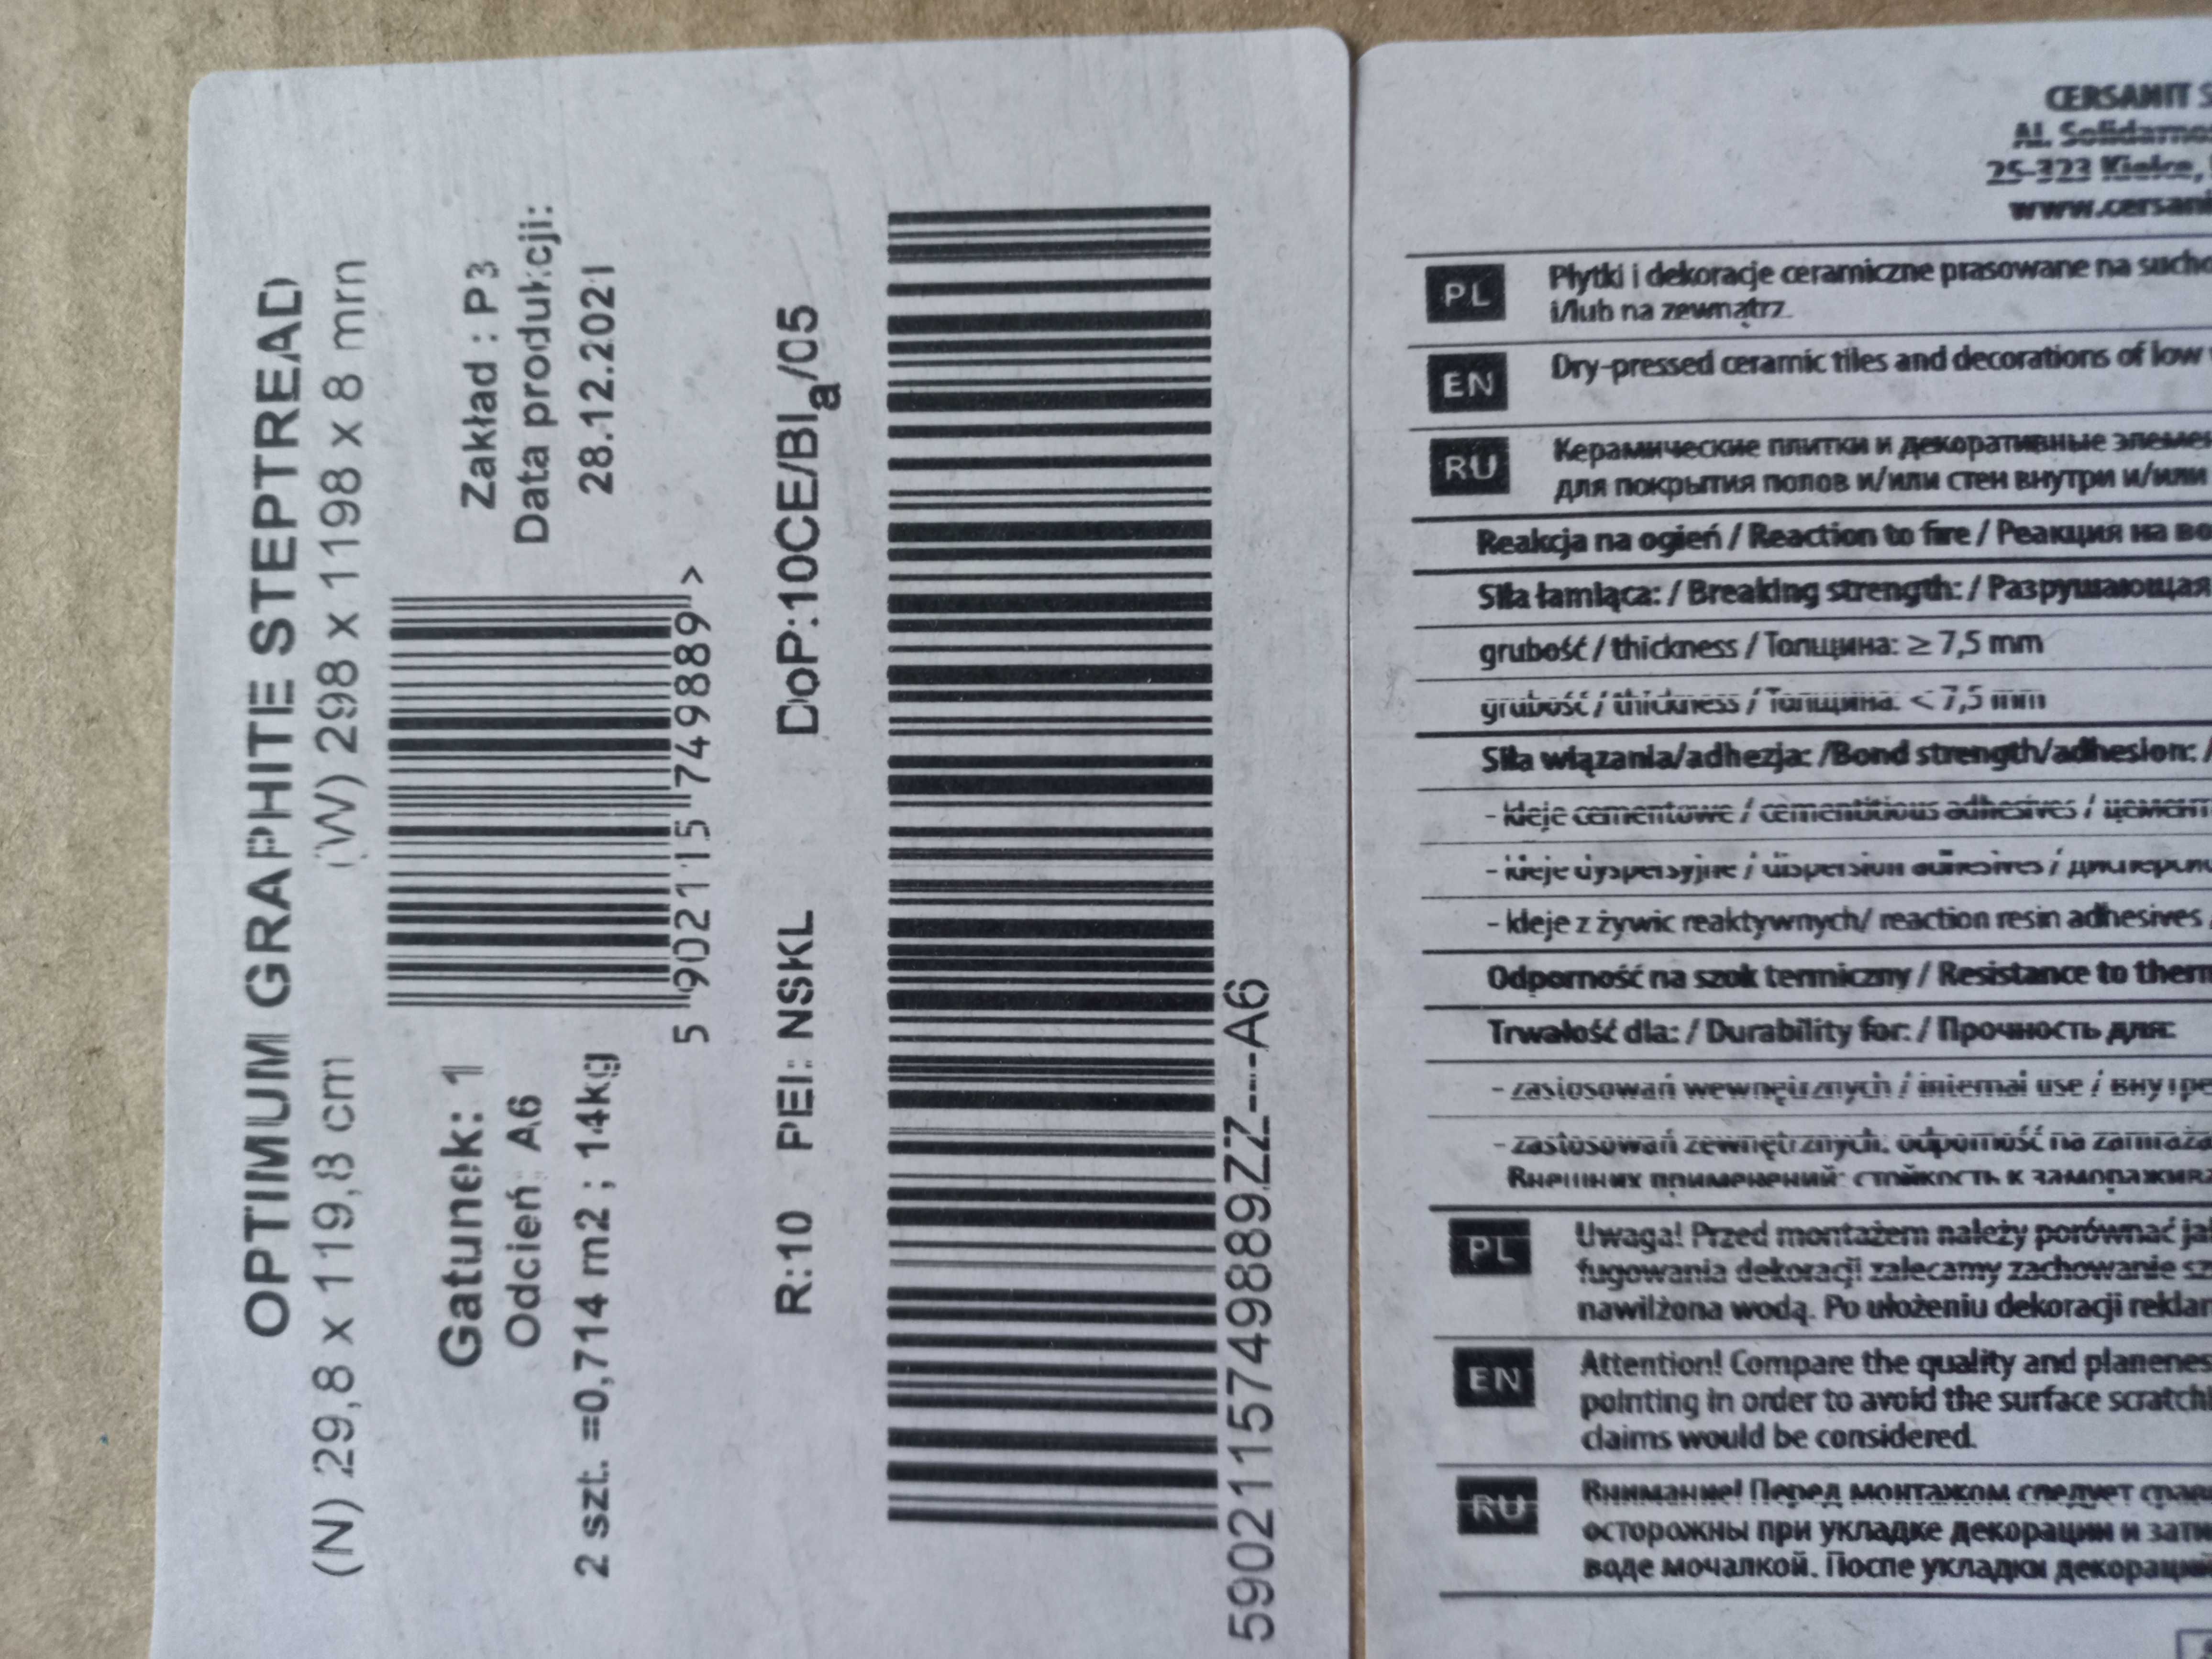 OPTIMUM GRAPHITE STEPTREAD
(N) 29,8 x 119,8 cm (W) 298 x 1198 x 8 mm
Gatunek: 1
Odcień: A6
2 szt. =0,714 m2 ; 14kg
5 902115 749889 >
Zakład : P3
Data produkcji:
28.12.2021
R:10 PEI: NSKL DoP:10CE/BIa/05
5902115749889ZZ---A6
CERSANIT
Al.
25-323 Kielce,
www.cersani
PL
Płytki i dekoracje ceramiczne prasowane na sucho
i/lub na zewnątrz.
EN
Dry-pressed ceramic tiles and decorations of low
RU
Керамические плитки и декоративные элемен
для покрытия полов и/или стен внутри и/или
Reakcja na ogień / Reaction to fire / Реакция на во
Siła łamiąca: / Breaking strength: / Разрушающая
grubość / thickness / Толщина: ≥ 7,5 mm
grubość / thickness / Толщина: < 7,5 mm
Siła wiązania/adhezja: /Bond strength/adhesion: /
- kleje cementowe / cementitious adhesives / цемент
- kleje dyspersyjne / dispersion adhesives /
- kleje z żywic reaktywnych/ reaction resin adhesives
Odporność na szok termiczny / Resistance to therm
Trwałość dla: / Durability for: / Прочность для:
- zastosowań wewnętrznych / internal use / внутре
- zastosowań zewnętrznych: odporność na zamraża
Внешних применений: стойкость к заморажива
PL
Uwaga! Przed montażem należy porównać ja
fugowania dekoracji zalecamy zachowanie sz
nawilżona wodą. Po ułożeniu dekoracji reklam
EN
Attention! Compare the quality and planenes
pointing in order to avoid the surface scratchi
claims would be considered.
RU
Внимание! Перед монтажом следует срав
осторожны при укладке декорации и зати
воде мочалкой. После укладки декораций